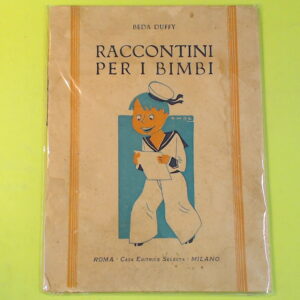 BEDA DUFFY
RACCONTINI
PER I BIMBI
ROMA - CASA EDITRICE SELECTA - MILANO